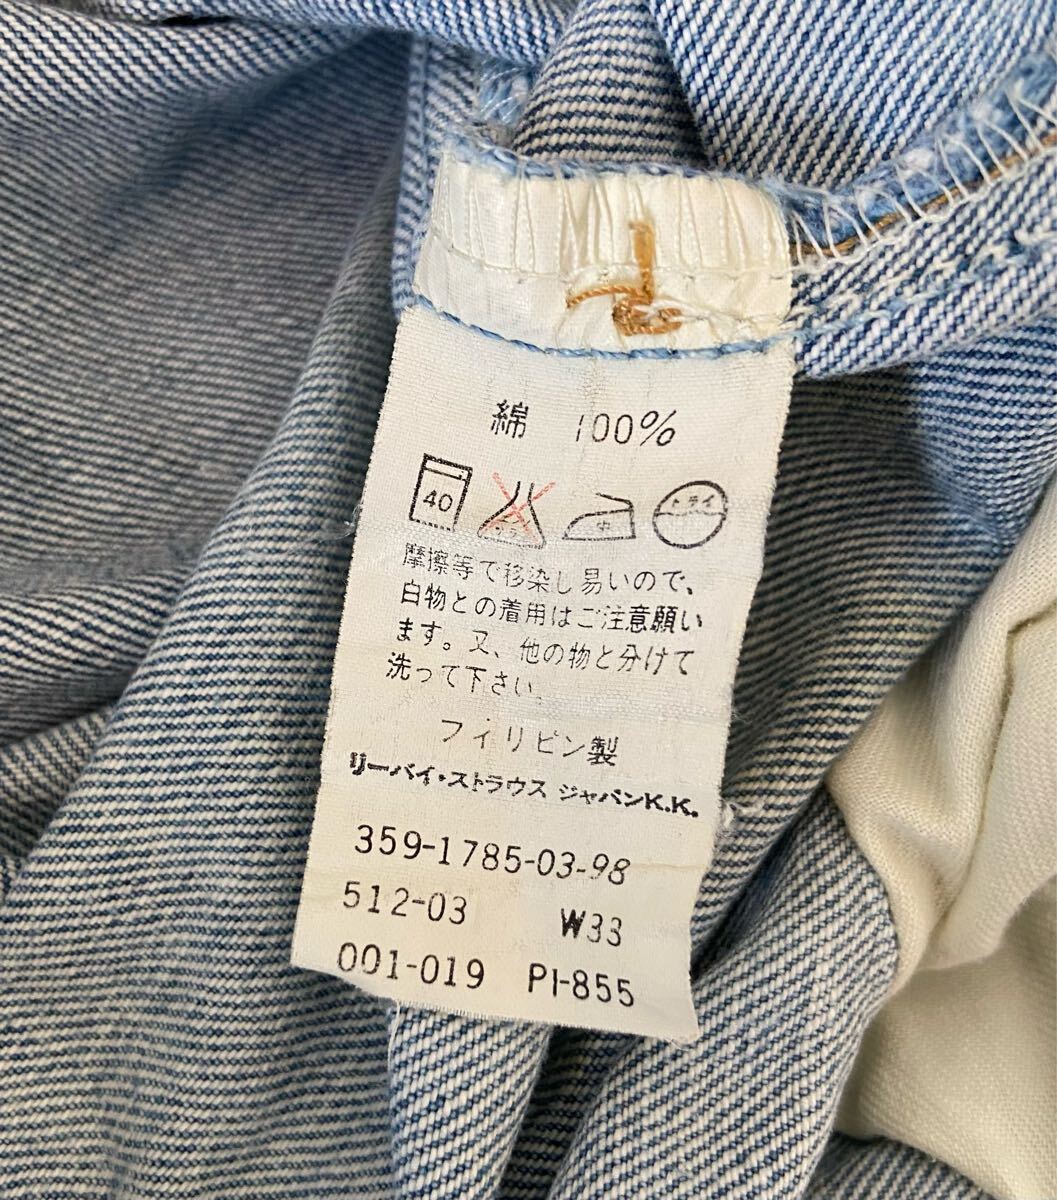 綿 100%
40 中 ドライ
摩擦等で移染し易いので、
白物との着用はご注意願い
ます。又、他の物と分けて
洗って下さい。
フィリピン製
リーバイ・ストラウス ジャパンK.K.
359-1785-03-98
512-03 W33
001-019 PI-855